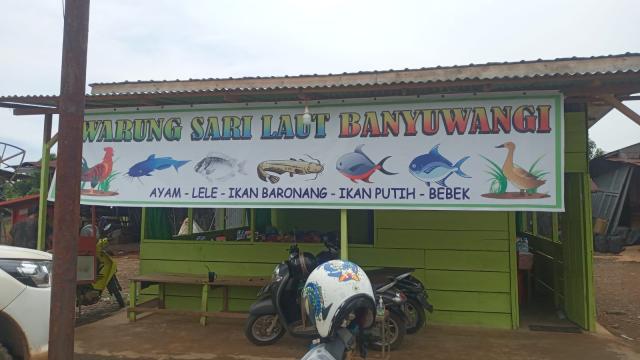 WARUNG SARI LAUT BANYUWANGI
AYAM - LELE - IKAN BARONANG - IKAN PUTIH - BEBEK